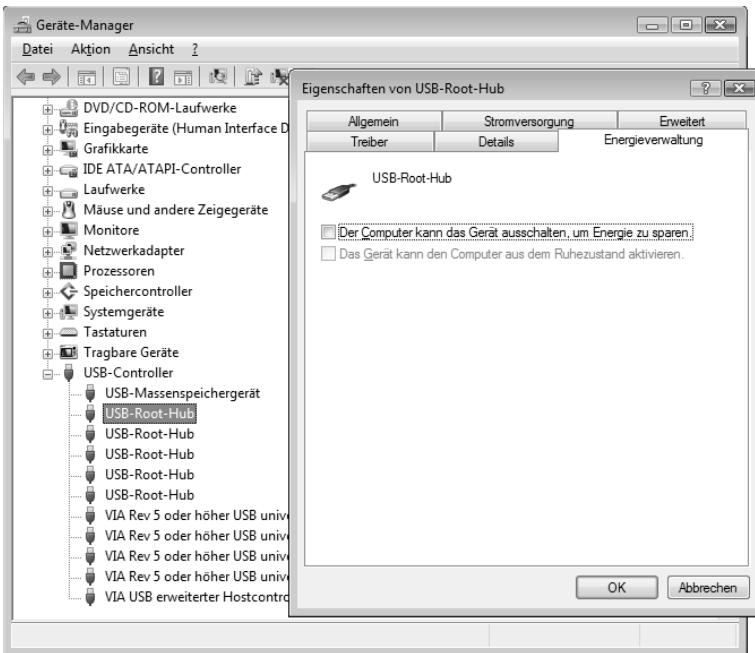 Geräte-Manager
Datei Aktion Ansicht ?
DVD/CD-ROM-Laufwerke
Eingabegeräte (Human Interface D
Grafikkarte
IDE ATA/ATAPI-Controller
Laufwerke
Mäuse und andere Zeigegeräte
Monitore
Netzwerkadapter
Prozessoren
Speichercontroller
Systemgeräte
Tastaturen
Tragbare Geräte
USB-Controller
USB-Massenspeichergerät
USB-Root-Hub
USB-Root-Hub
USB-Root-Hub
USB-Root-Hub
USB-Root-Hub
VIA Rev 5 oder höher USB unive
VIA Rev 5 oder höher USB unive
VIA Rev 5 oder höher USB unive
VIA Rev 5 oder höher USB unive
VIA USB erweiterter Hostcontro
Eigenschaften von USB-Root-Hub
Allgemein Stromversorgung Erweitert
Treiber Details Energieverwaltung
USB-Root-Hub
Der Computer kann das Gerät ausschalten, um Energie zu sparen.
Das Gerät kann den Computer aus dem Ruhezustand aktivieren.
OK Abbrechen